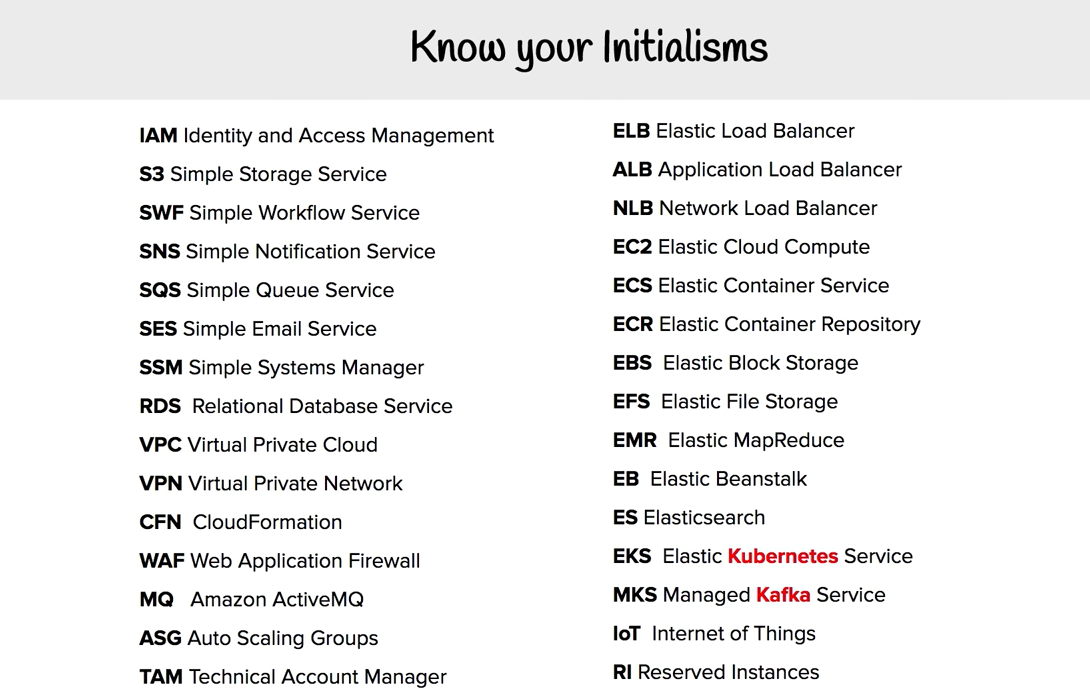 Know your Initialisms
IAM Identity and Access Management
S3 Simple Storage Service
SWF Simple Workflow Service
SNS Simple Notification Service
SQS Simple Queue Service
SES Simple Email Service
SSM Simple Systems Manager
RDS Relational Database Service
VPC Virtual Private Cloud
VPN Virtual Private Network
CFN CloudFormation
WAF Web Application Firewall
MQ Amazon ActiveMQ
ASG Auto Scaling Groups
TAM Technical Account Manager
ELB Elastic Load Balancer
ALB Application Load Balancer
NLB Network Load Balancer
EC2 Elastic Cloud Compute
ECS Elastic Container Service
ECR Elastic Container Repository
EBS Elastic Block Storage
EFS Elastic File Storage
EMR Elastic MapReduce
EB Elastic Beanstalk
ES Elasticsearch
EKS Elastic Kubernetes Service
MKS Managed Kafka Service
IoT Internet of Things
RI Reserved Instances